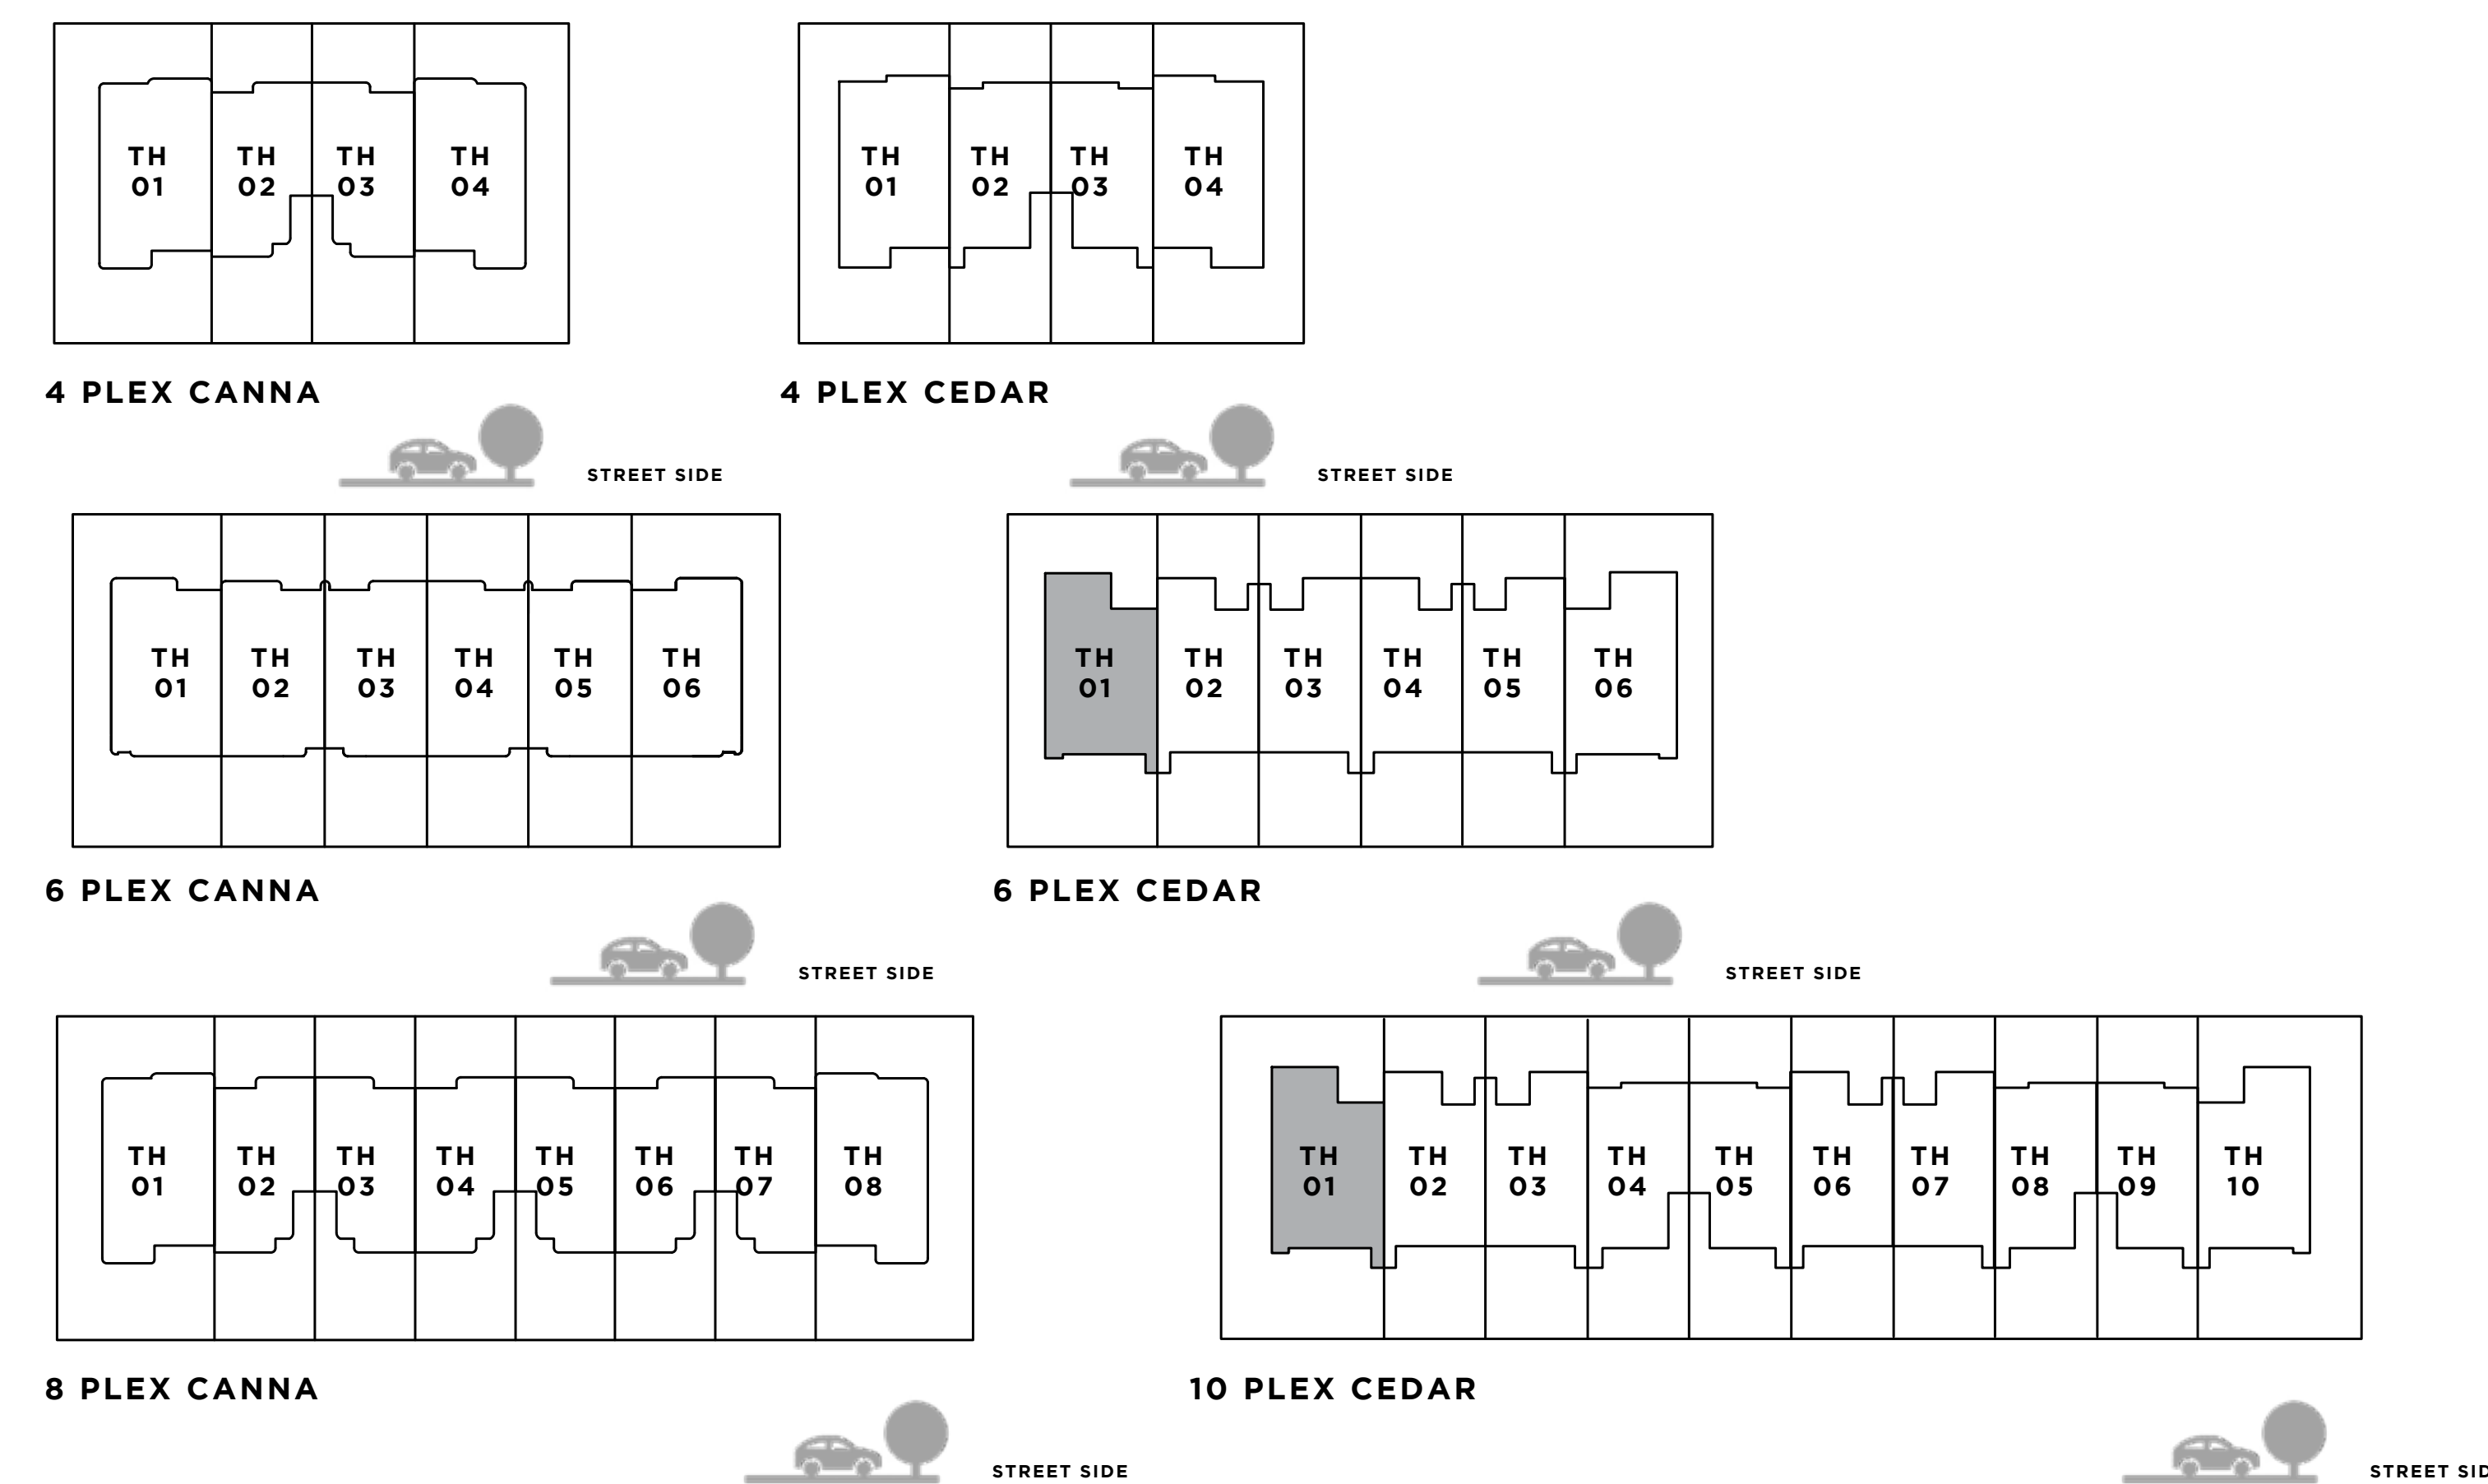 TH TH TH TH
01 02 03 04
4 PLEX CANNA
STREET SIDE
TH TH TH TH
01 02 03 04
4 PLEX CEDAR
STREET SIDE
TH TH TH TH TH TH
01 02 03 04 05 06
6 PLEX CANNA
STREET SIDE
TH TH TH TH TH TH
01 02 03 04 05 06
6 PLEX CEDAR
STREET SIDE
TH TH TH TH TH TH TH TH
01 02 03 04 05 06 07 08
8 PLEX CANNA
STREET SIDE
TH TH TH TH TH TH TH TH TH TH
01 02 03 04 05 06 07 08 09 10
10 PLEX CEDAR
STREET